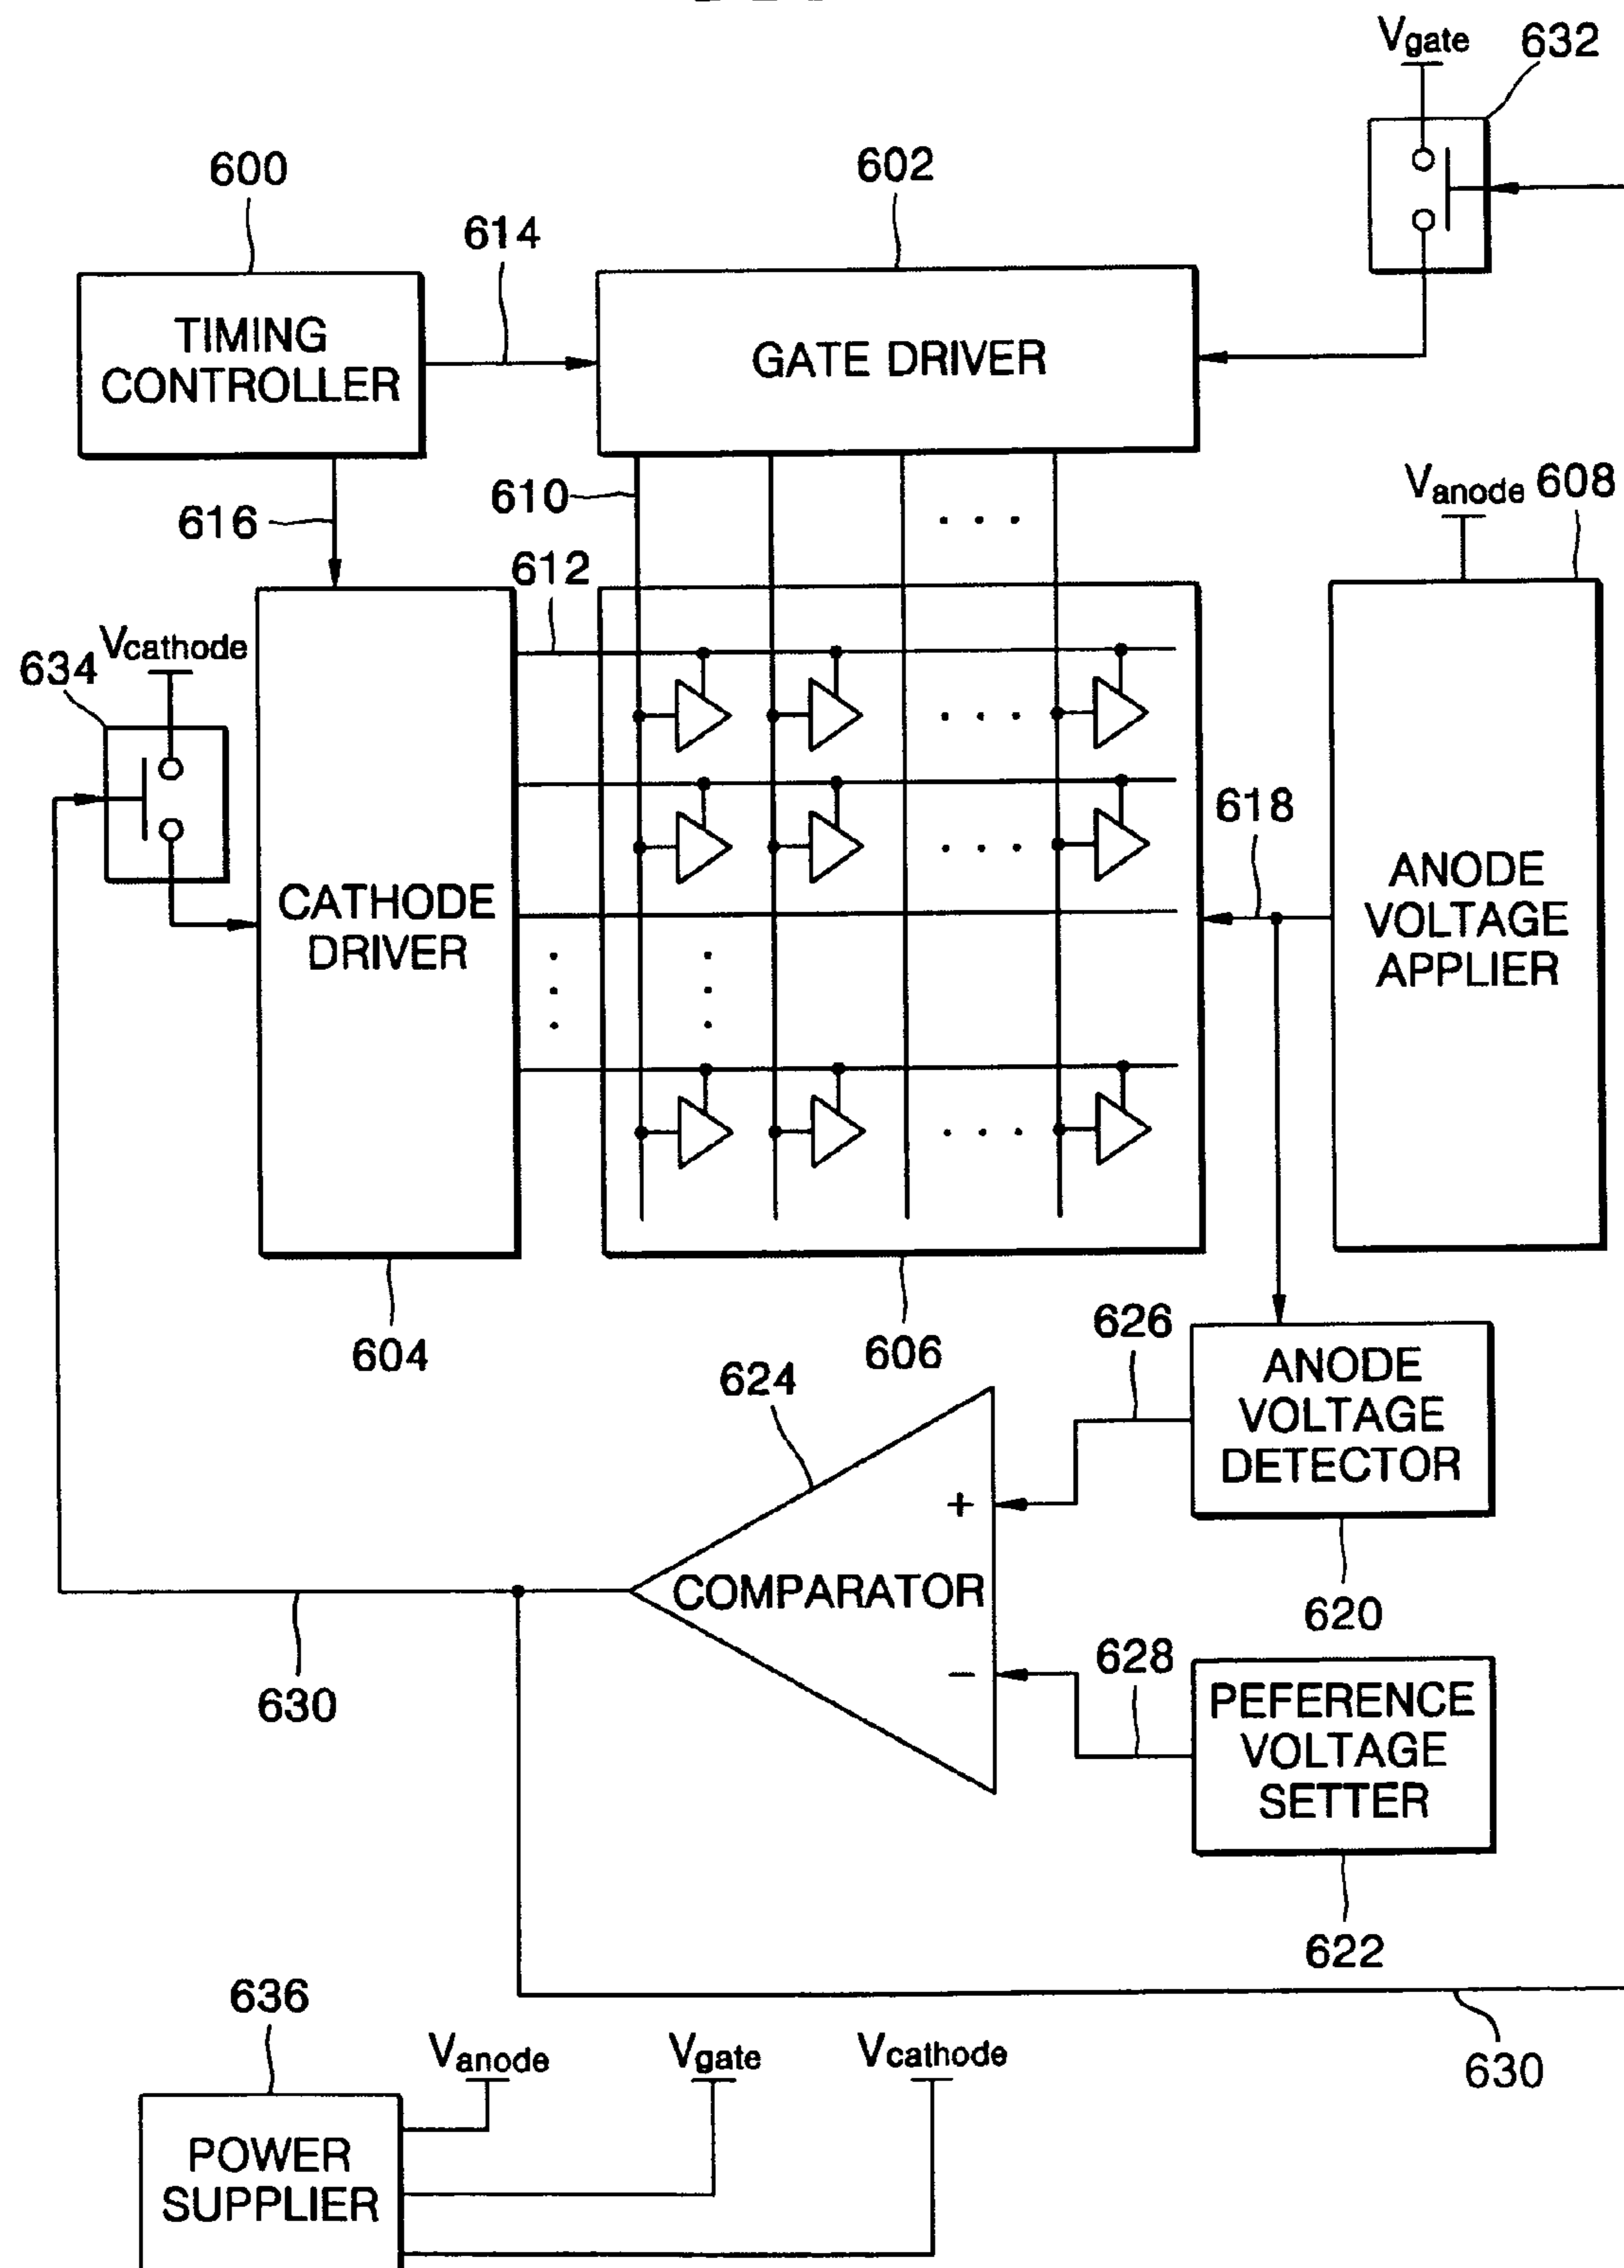 Vgate 632
600
602
614
TIMING
CONTROLLER
GATE DRIVER
610
Vanode 608
616
612
Vcathode
634
618
CATHODE
DRIVER
ANODE
VOLTAGE
APPLIER
604
606
626
624
ANODE
VOLTAGE
DETECTOR
+
COMPARATOR
620
−
628
630
PEFERENCE
VOLTAGE
SETTER
622
636
Vanode
Vgate
Vcathode
630
POWER
SUPPLIER